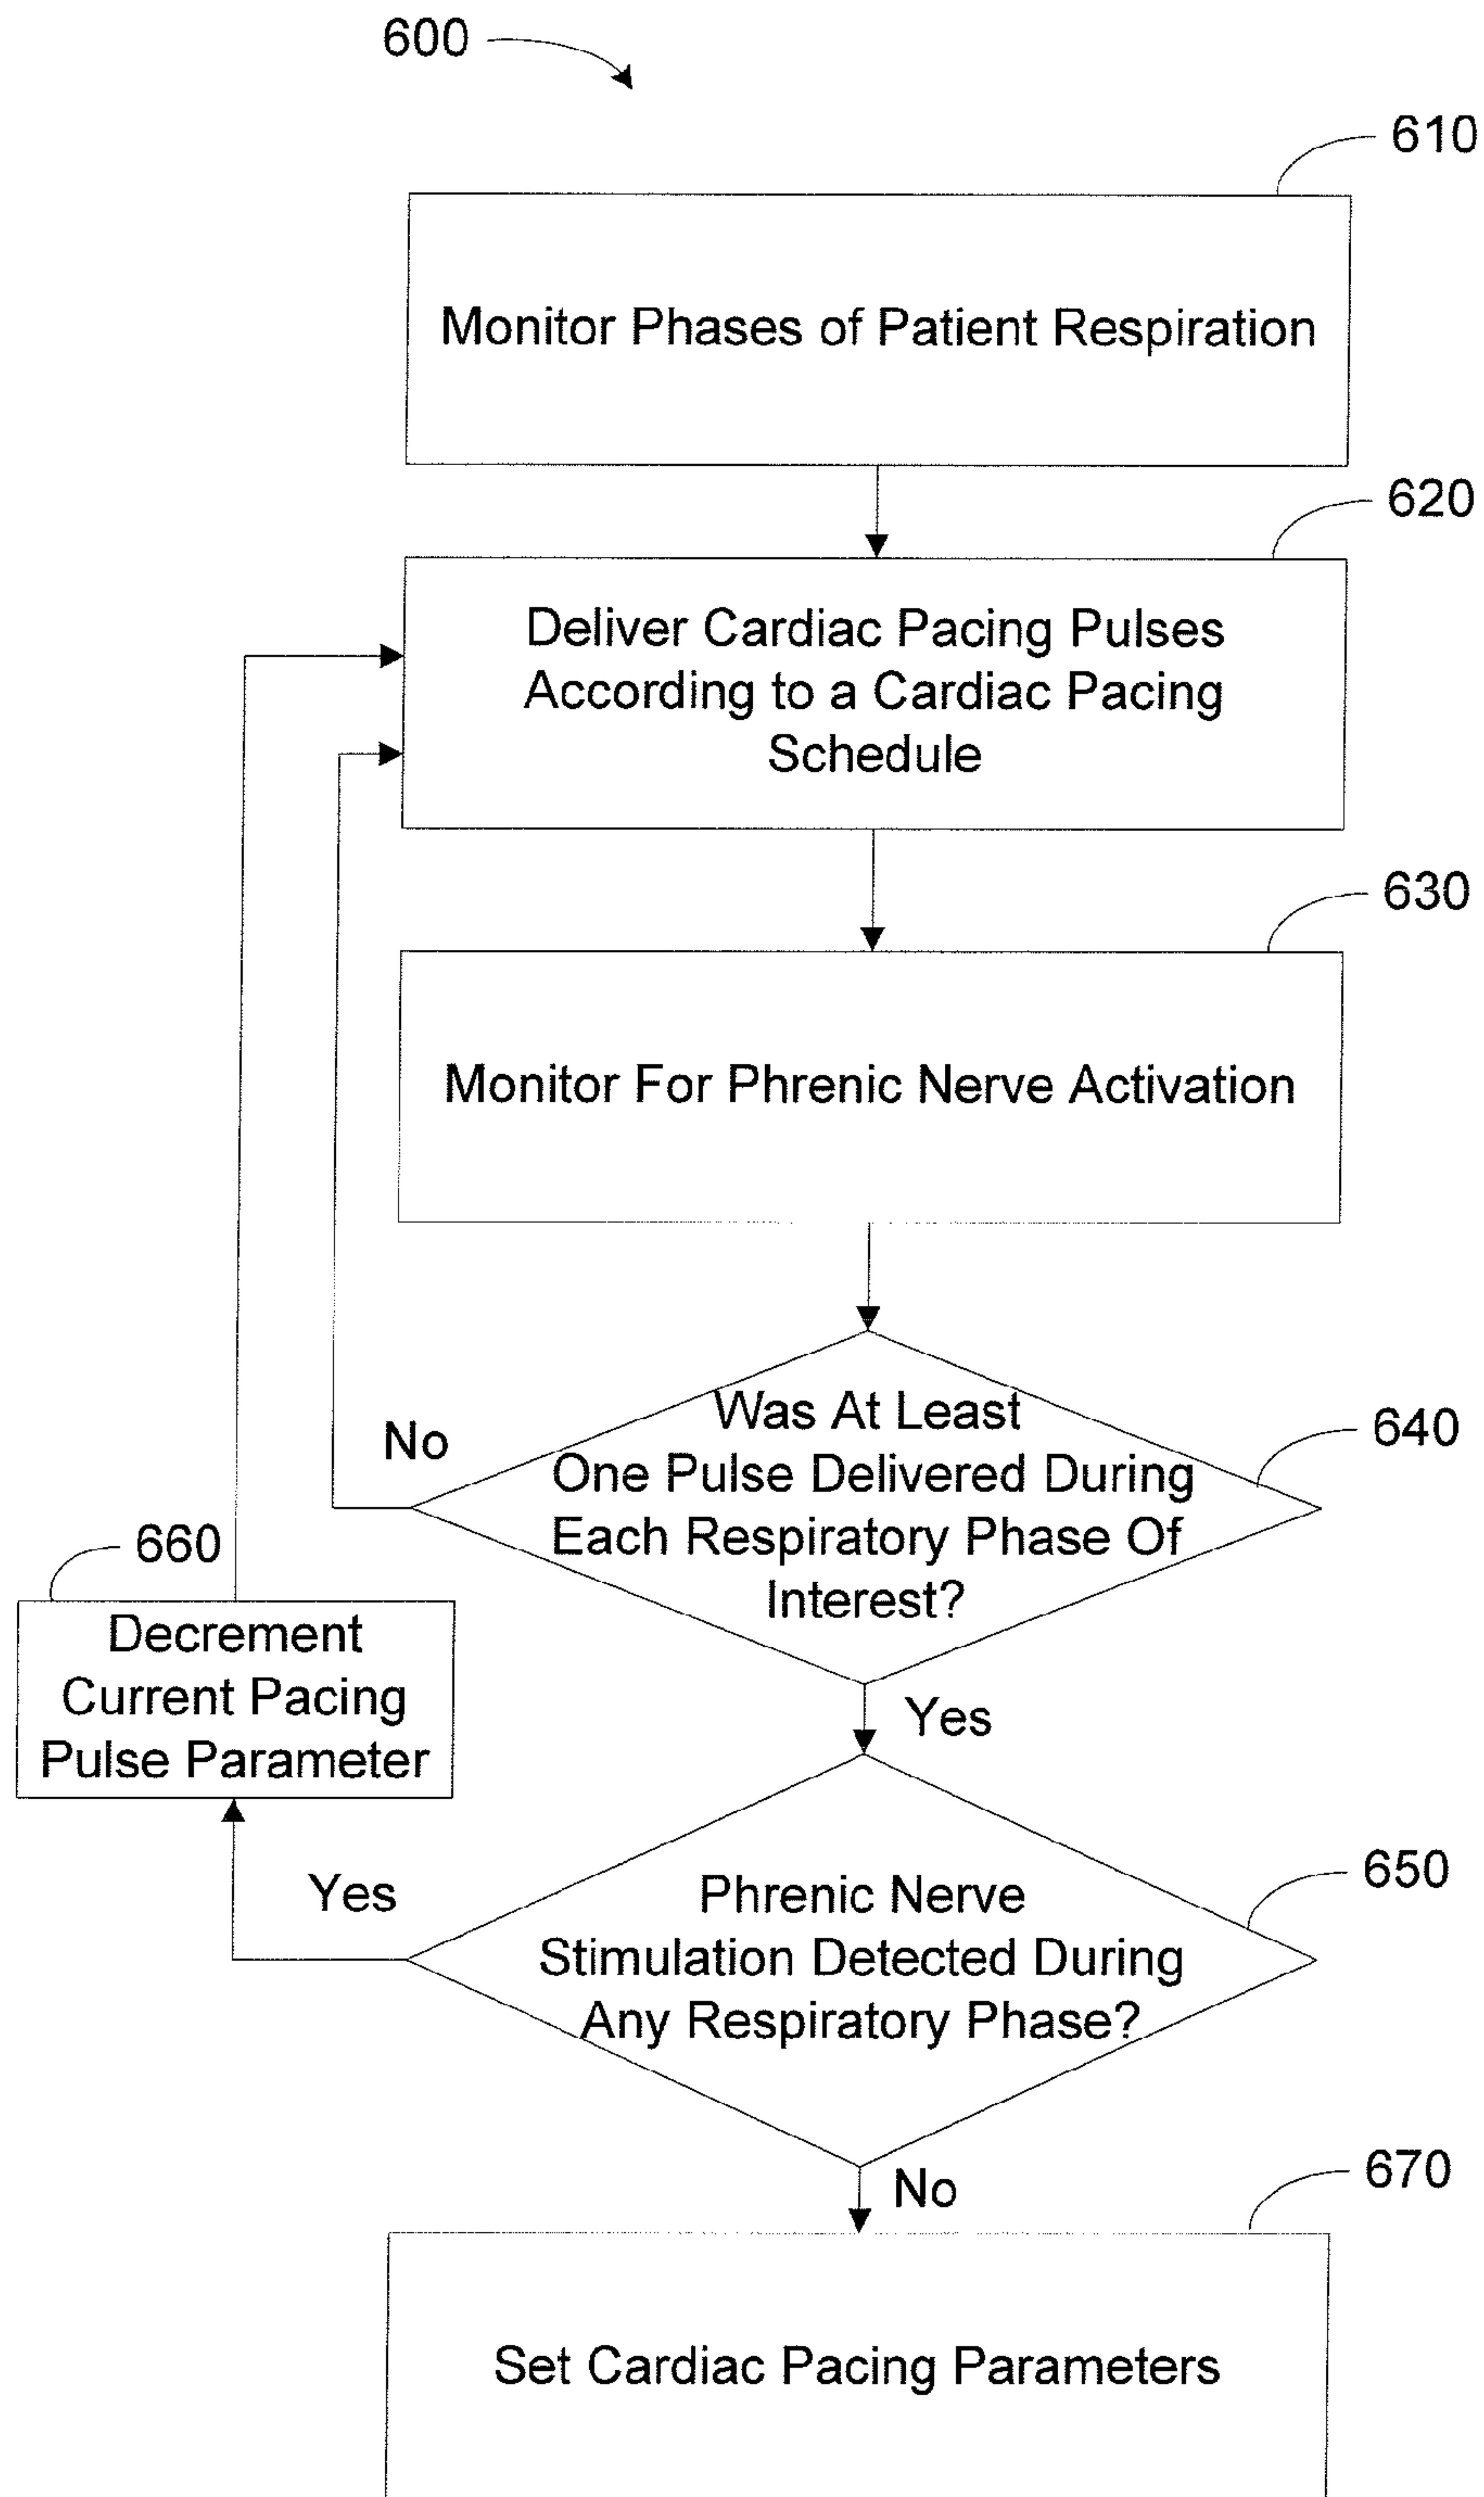 600
610
Monitor Phases of Patient Respiration
620
Deliver Cardiac Pacing Pulses
According to a Cardiac Pacing
Schedule
630
Monitor For Phrenic Nerve Activation
640
Was At Least
One Pulse Delivered During
Each Respiratory Phase Of
Interest?
No
660
Decrement
Current Pacing
Pulse Parameter
Yes
650
Phrenic Nerve
Stimulation Detected During
Any Respiratory Phase?
Yes
No
670
Set Cardiac Pacing Parameters